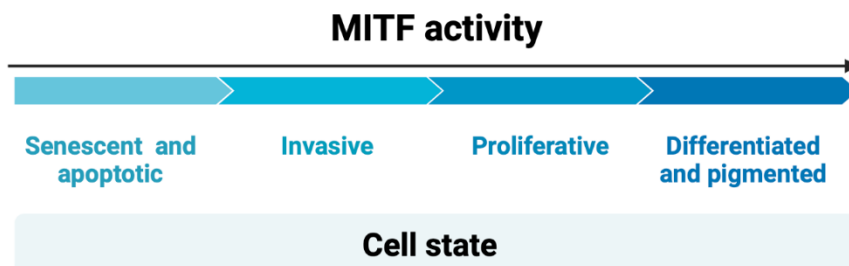 MITF activity
Senescent and apoptotic
Invasive
Proliferative
Differentiated and pigmented
Cell state